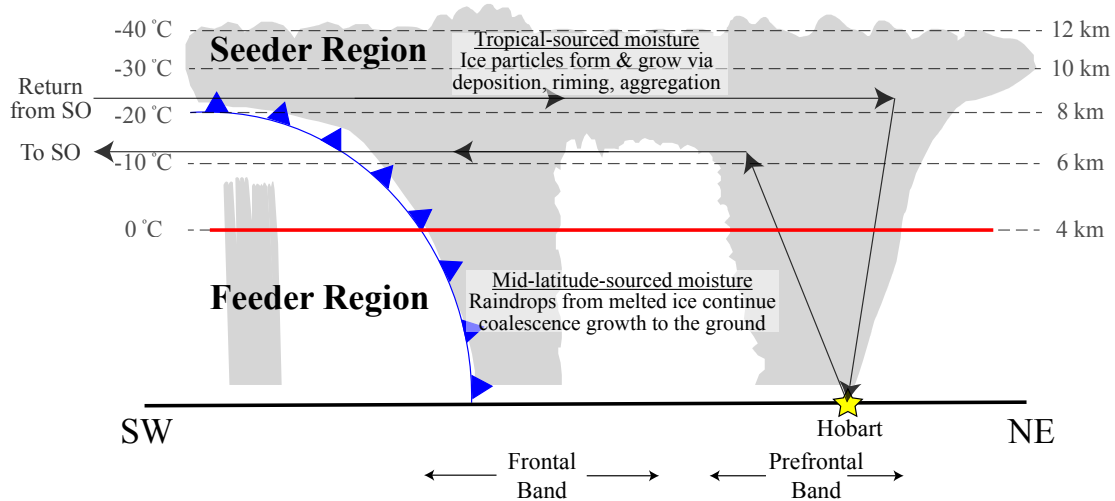 -40 °C
12 km
Seeder Region
Tropical-sourced moisture
Ice particles form & grow via
deposition, riming, aggregation
-30 °C
10 km
Return
from SO
-20 °C
8 km
To SO
-10 °C
6 km
0 °C
4 km
Feeder Region
Mid-latitude-sourced moisture
Raindrops from melted ice continue
coalescence growth to the ground
SW
Hobart
NE
Frontal
Band
Prefrontal
Band